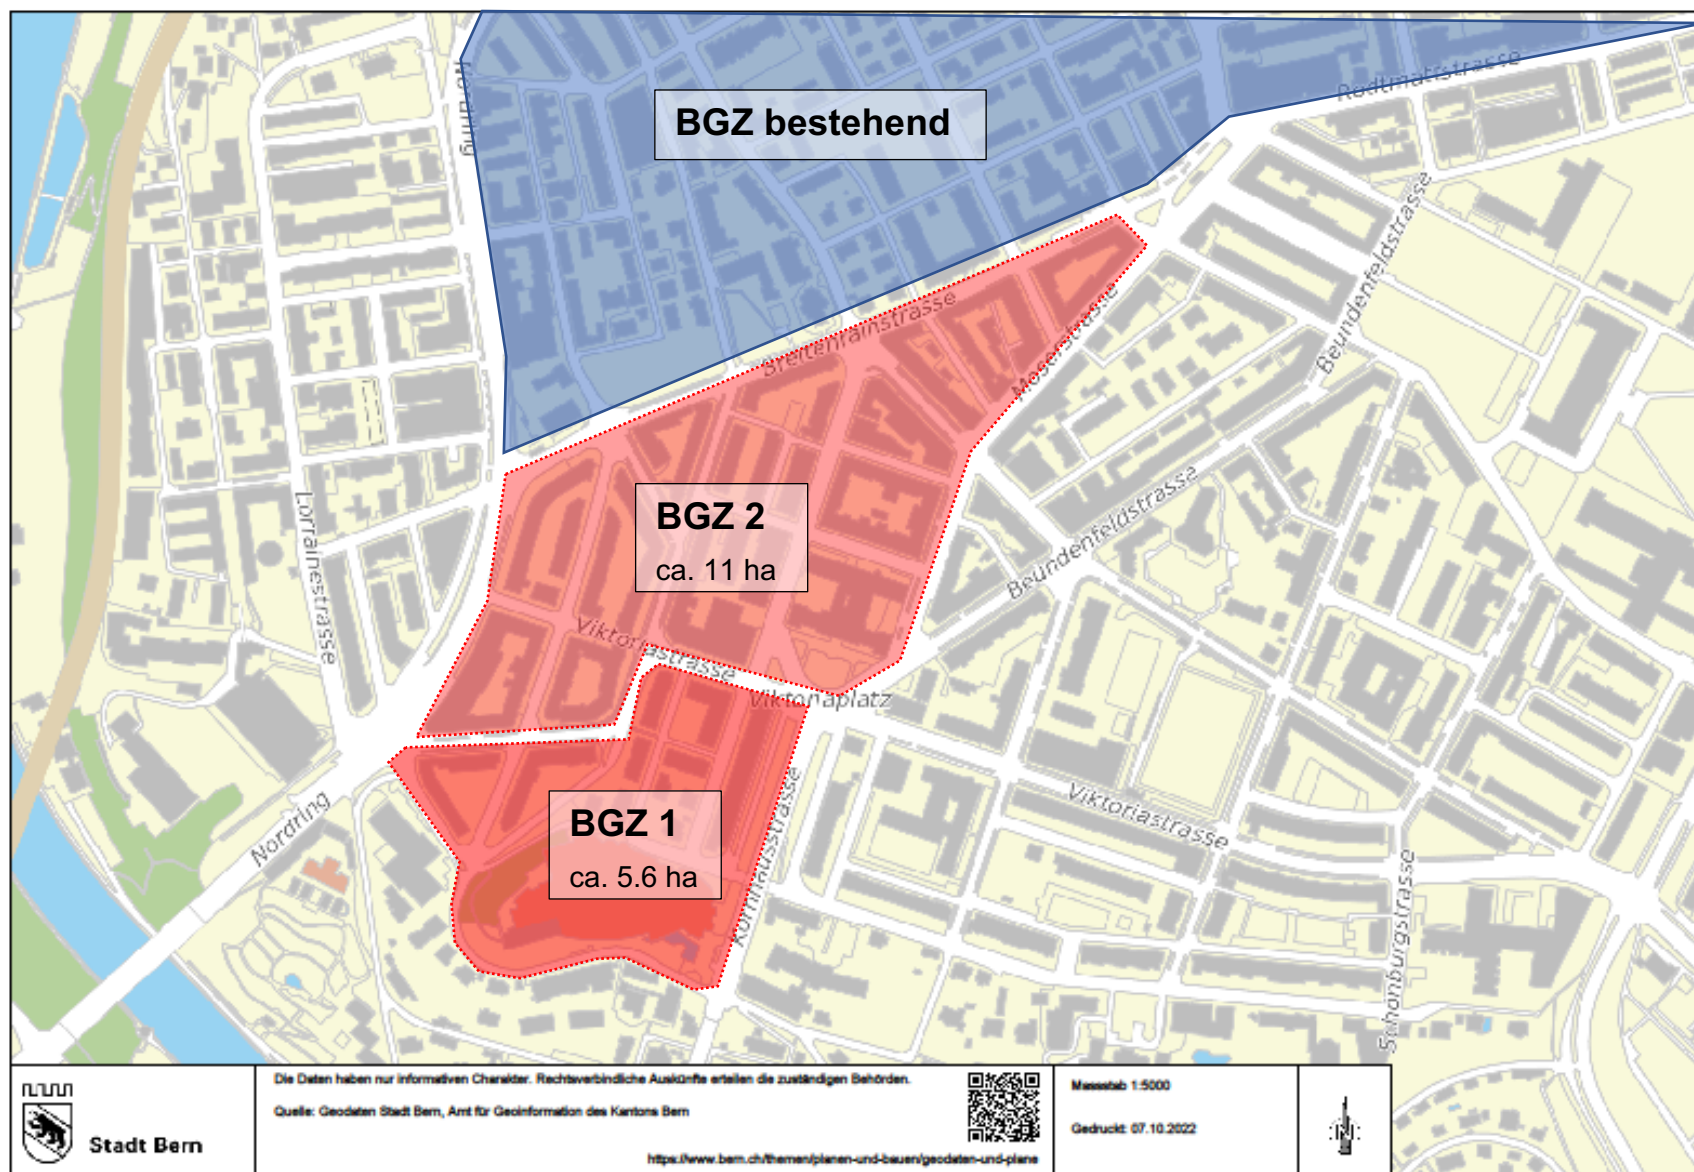 BGZ bestehend
Rodtmattstrasse
Beundenfeldstrasse
Breitenrainstrasse
Moserstrasse
BGZ 2
ca. 11 ha
Lorrainestrasse
Beundenfeldstrasse
Viktoriastrasse
Viktoriaplatz
Nordring
BGZ 1
ca. 5.6 ha
Kornhausstrasse
Viktoriastrasse
Schönburgstrasse
Stadt Bern
Die Daten haben nur informativen Charakter. Rechtsverbindliche Auskünfte erteilen die zuständigen Behörden.
Quelle: Geodaten Stadt Bern, Amt für Geoinformation des Kantons Bern
https://www.bern.ch/themen/planen-und-bauen/geodaten-und-plane
Massstab 1:5000
Gedruckt: 07.10.2022
N